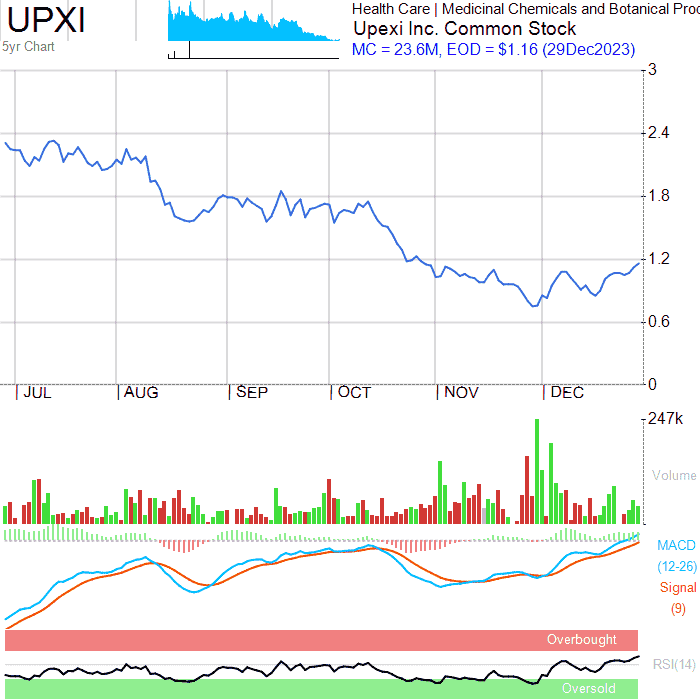 UPXI
5yr Chart
Health Care | Medicinal Chemicals and Botanical Pro
Upexi Inc. Common Stock
MC = 23.6M, EOD = $1.16 (29Dec2023)
3
2.4
1.8
1.2
0.6
0
JUL AUG SEP OCT NOV DEC
247k
Volume
MACD
(12-26)
Signal
(9)
Overbought
RSI(14)
Oversold